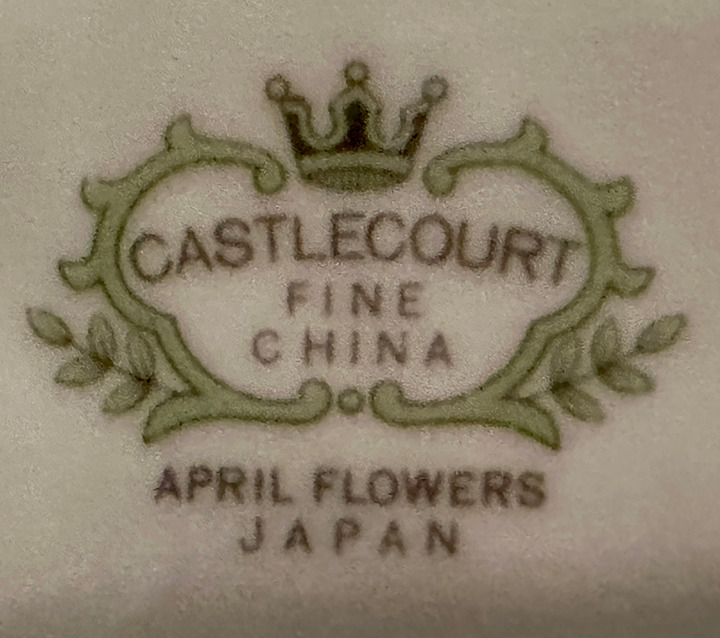 CASTLECOURT
FINE
CHINA
APRIL FLOWERS
JAPAN